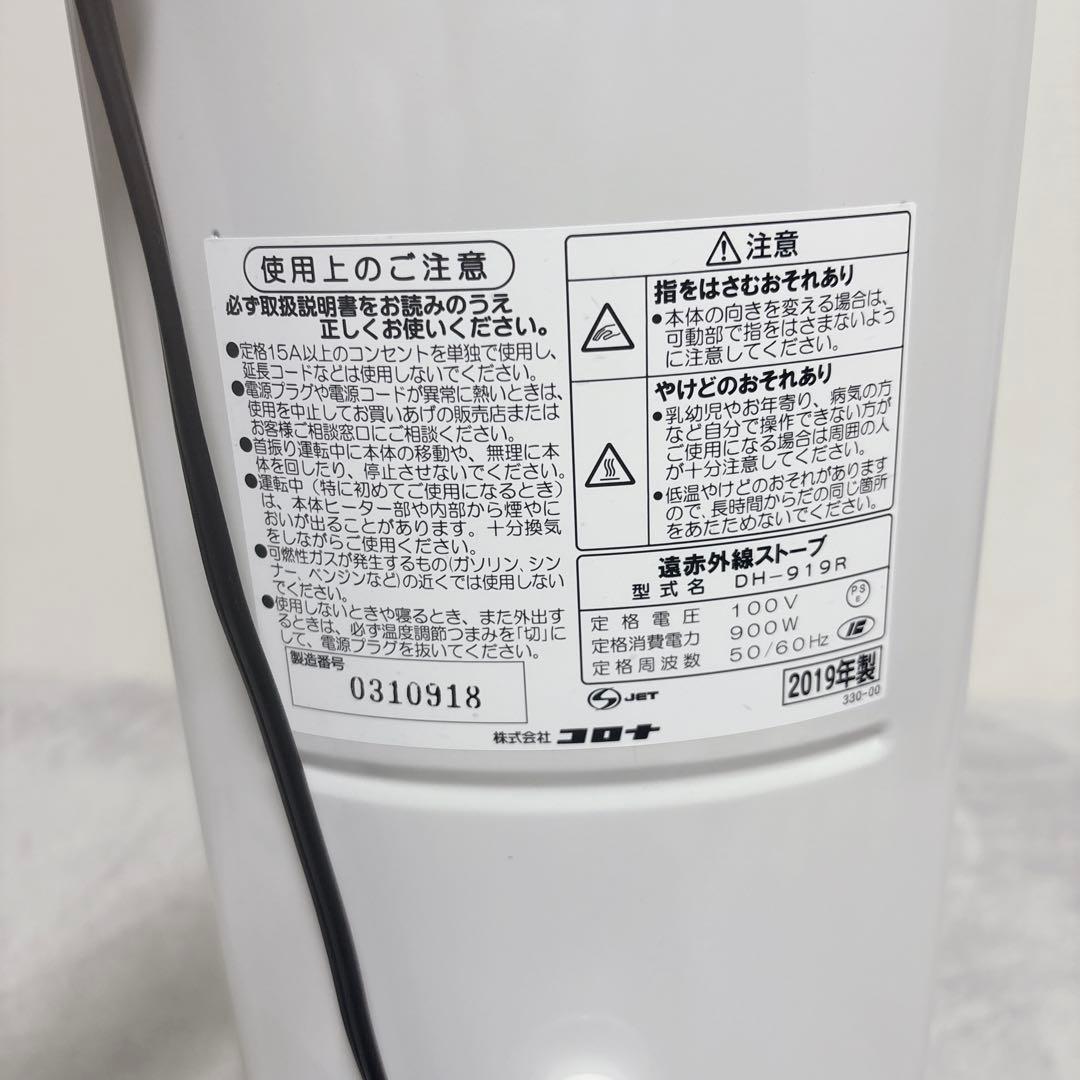 使用上のご注意
必ず取扱説明書をお読みのうえ
正しくお使いください。
●定格15A以上のコンセントを単独で使用し、
延長コードなどは使用しないでください。
●電源プラグや電源コードが異常に熱いときは、
使用を中止してお買いあげの販売店または
お客様ご相談窓口にご相談ください。
●首振り運転中に本体の移動や、無理に本
体を回したり、停止させないでください。
●運転中（特に初めてご使用になるとき）
は、本体ヒーター部や内部から煙やに
おいが出ることがあります。十分換気
をしながらご使用ください。
●可燃性ガスが発生するもの(ガソリン、シン
ナー、ベンジンなど)の近くでは使用しない
でください。
●使用しないときや寝るとき、また外出す
るときは、必ず温度調節つまみを「切」に
して、電源プラグを抜いてください。
製造番号
0310918
注意
指をはさむおそれあり
●本体の向きを変える場合は、
可動部で指をはさまないよう
に注意してください。
やけどのおそれあり
●乳幼児やお年寄り、病気の方
など自分で操作できない方が
ご使用になる場合は周囲の人
が十分注意してください。
●低温やけどのおそれがあります
ので、長時間からだの同じ箇所
をあたためないでください。
遠赤外線ストーブ
型式名 DH-919R
定格電圧 100V
定格消費電力 900W
定格周波数 50/60Hz
PS
E
JET
2019年製
330-00
株式会社 コロナ